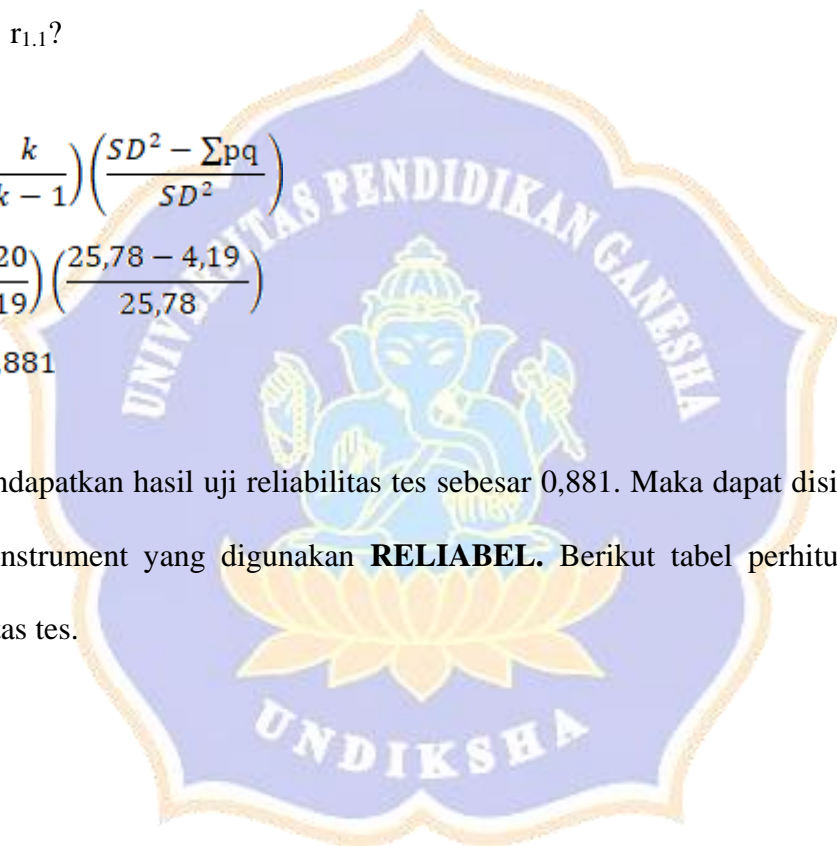 r₁.₁?
k/k − 1)(SD² − ∑pq/SD²)
20/19)(25,78 − 4,19/25,78)
,881
ndapatkan hasil uji reliabilitas tes sebesar 0,881. Maka dapat disi
nstrument yang digunakan RELIABEL. Berikut tabel perhitu
tas tes.
UNIVERSITAS PENDIDIKAN GANESHA
UNDIKSHA